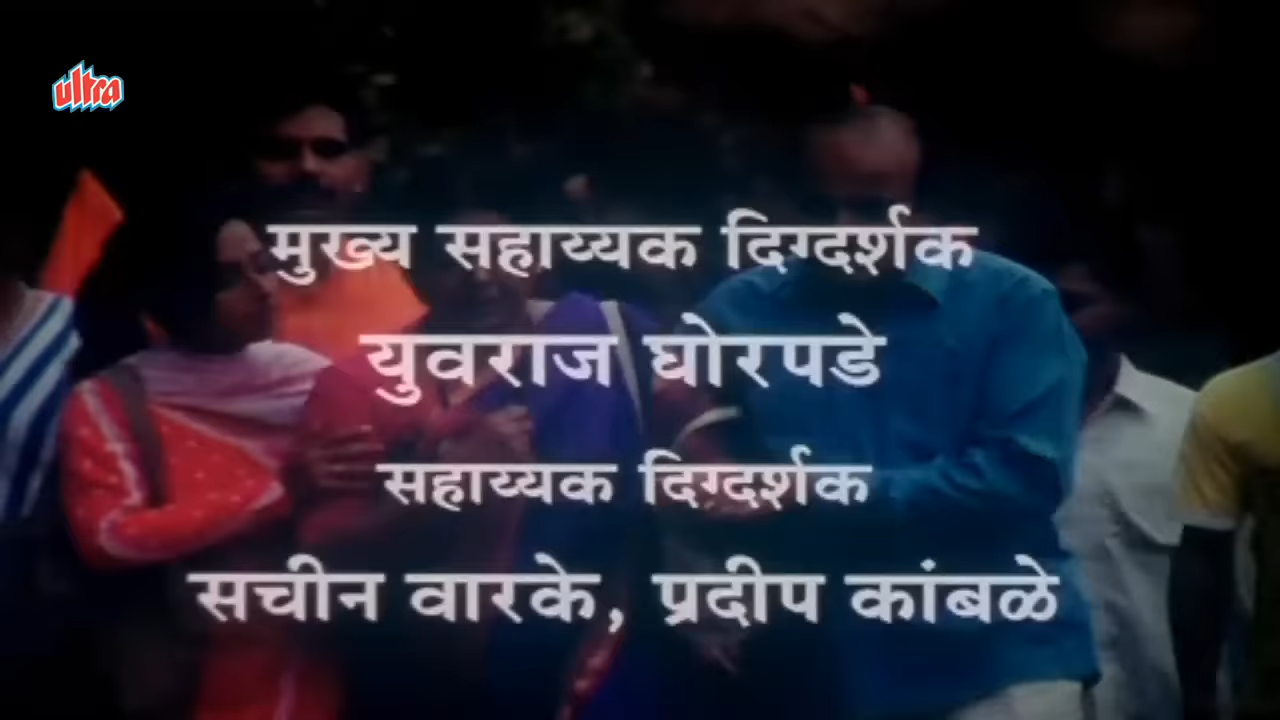 ultra
मुख्य सहाय्यक दिग्दर्शक
युवराज घोरपडे
सहाय्यक दिग्दर्शक
सचीन वारके, प्रदीप कांबळे